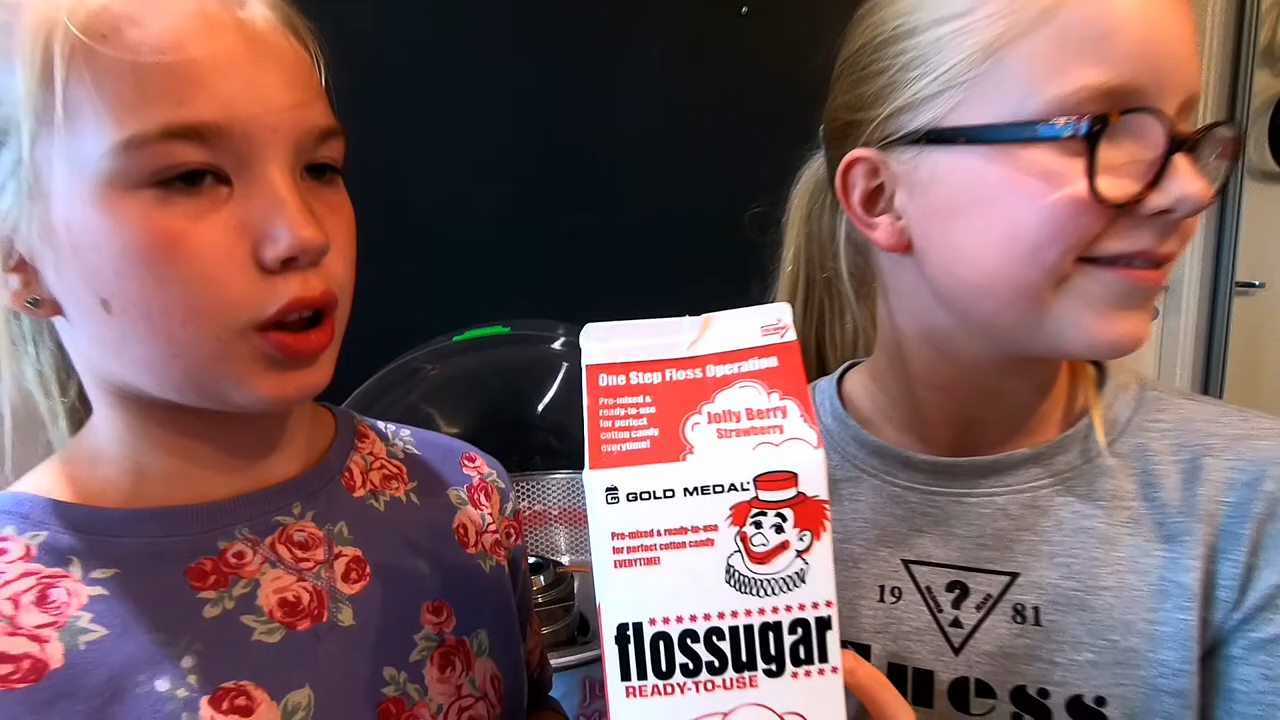 One Step Floss Operation
Pre-mixed &
ready-to-use
for perfect
cotton candy
everytime!
Jolly Berry
Strawberry
GOLD MEDAL
Pre-mixed & ready-to-use
for perfect cotton candy
EVERYTIME!
flossugar
READY-TO-USE
19 ? 81
uess